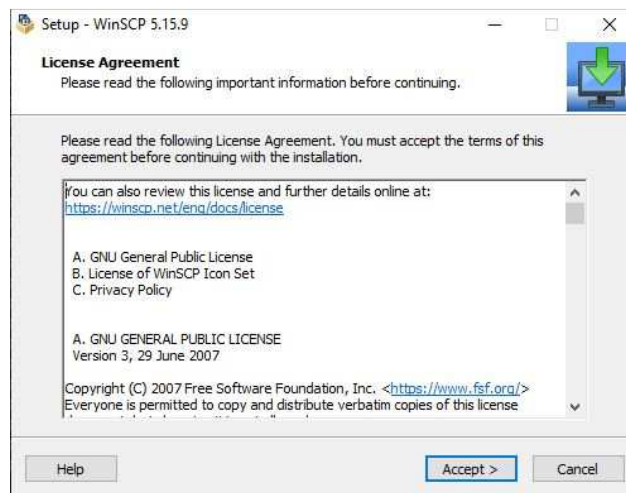 Setup - WinSCP 5.15.9
License Agreement
Please read the following important information before continuing.
Please read the following License Agreement. You must accept the terms of this
agreement before continuing with the installation.
You can also review this license and further details online at:
https://winscp.net/eng/docs/license
A. GNU General Public License
B. License of WinSCP Icon Set
C. Privacy Policy
A. GNU GENERAL PUBLIC LICENSE
Version 3, 29 June 2007
Copyright (C) 2007 Free Software Foundation, Inc. <https://www.fsf.org/>
Everyone is permitted to copy and distribute verbatim copies of this license
Help
Accept >
Cancel